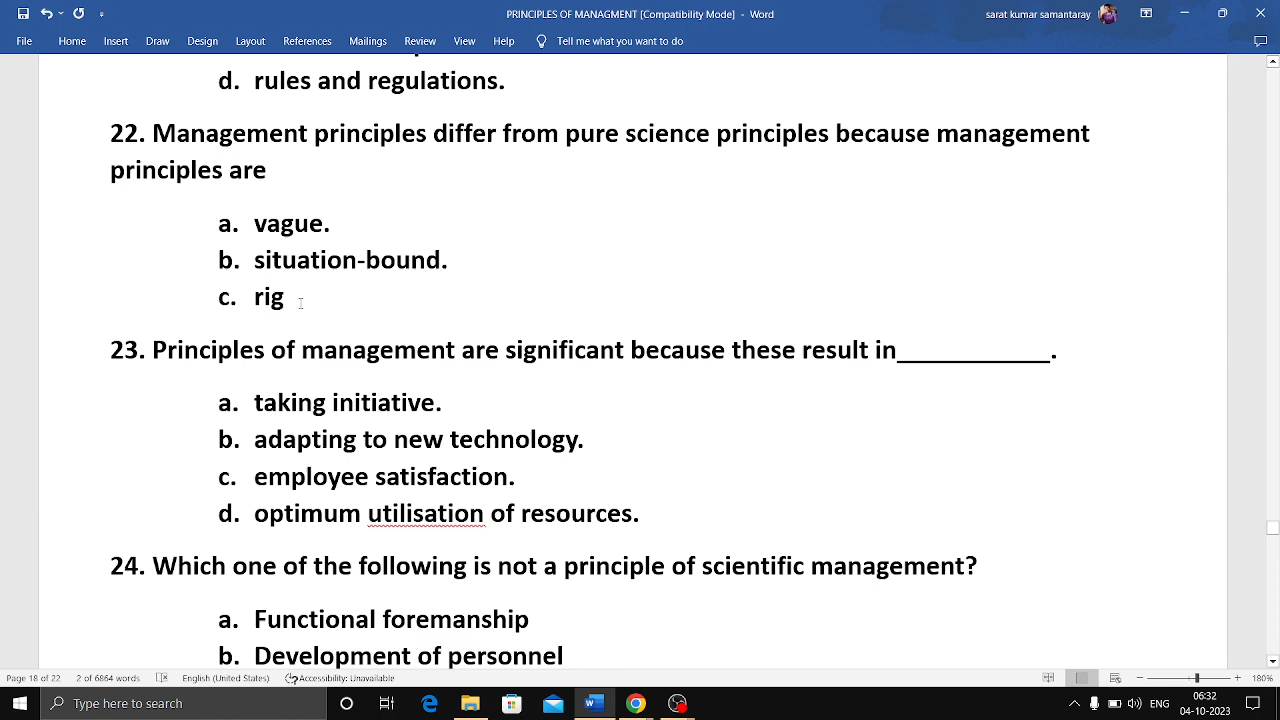 PRINCIPLES OF MANAGMENT [Compatibility Mode] - Word
sarat kumar samantaray
File Home Insert Draw Design Layout References Mailings Review View Help Tell me what you want to do
d. rules and regulations.
22. Management principles differ from pure science principles because management
principles are
a. vague.
b. situation-bound.
c. rig
23. Principles of management are significant because these result in___________.
a. taking initiative.
b. adapting to new technology.
c. employee satisfaction.
d. optimum utilisation of resources.
24. Which one of the following is not a principle of scientific management?
a. Functional foremanship
b. Development of personnel
Page 18 of 22 2 of 6864 words English (United States) Accessibility: Unavailable 180%
Type here to search
ENG 06:32
04-10-2023